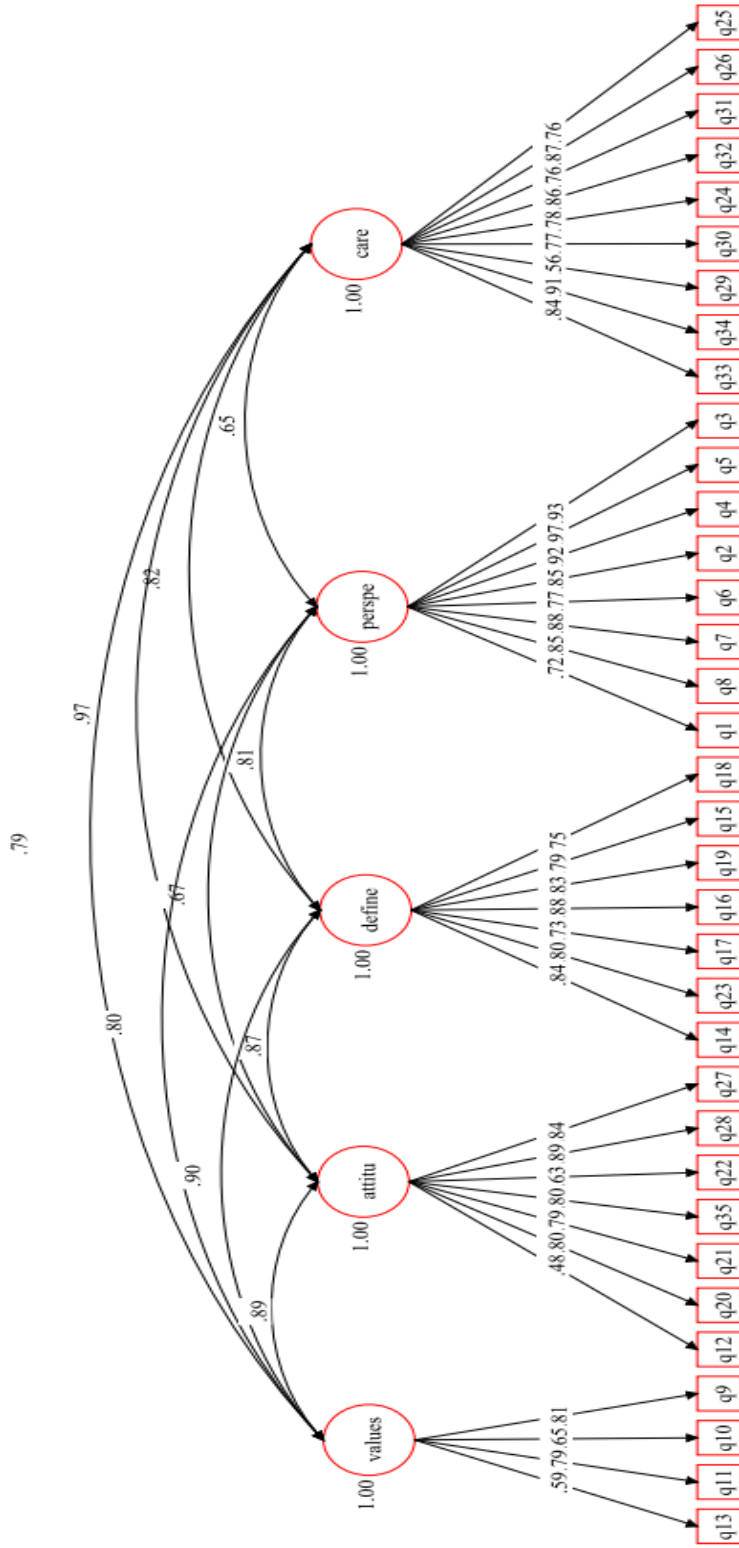 .79
.97
.80
.82
.67
.90
.65
.81
.87
.89
1.00 1.00 1.00 1.00 1.00
values attitu define perspe care
.59 .79 .65 .81 .48 .80 .79 .80 .63 .89 .84 .84 .80 .73 .88 .83 .79 .75 .72 .85 .88 .77 .85 .92 .97 .93 .84 .91 .56 .77 .78 .86 .76 .87 .76
q13 q11 q10 q9 q12 q20 q21 q35 q22 q28 q27 q14 q23 q17 q16 q19 q15 q18 q1 q8 q7 q6 q2 q4 q5 q3 q33 q34 q29 q30 q24 q32 q31 q26 q25